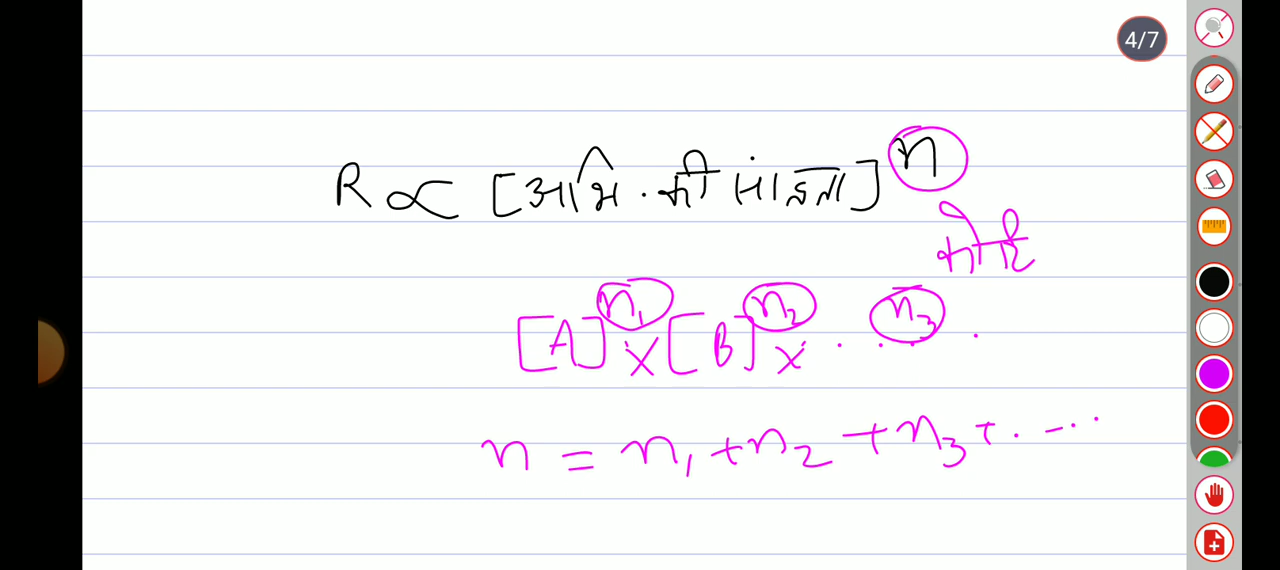 4/7
R ∝ [अभि. की सांद्रता]ⁿ
कोटि
[A]ⁿ¹ × [B]ⁿ² × . . ⁿ³ . .
n = n₁ + n₂ + n₃ + . - . .